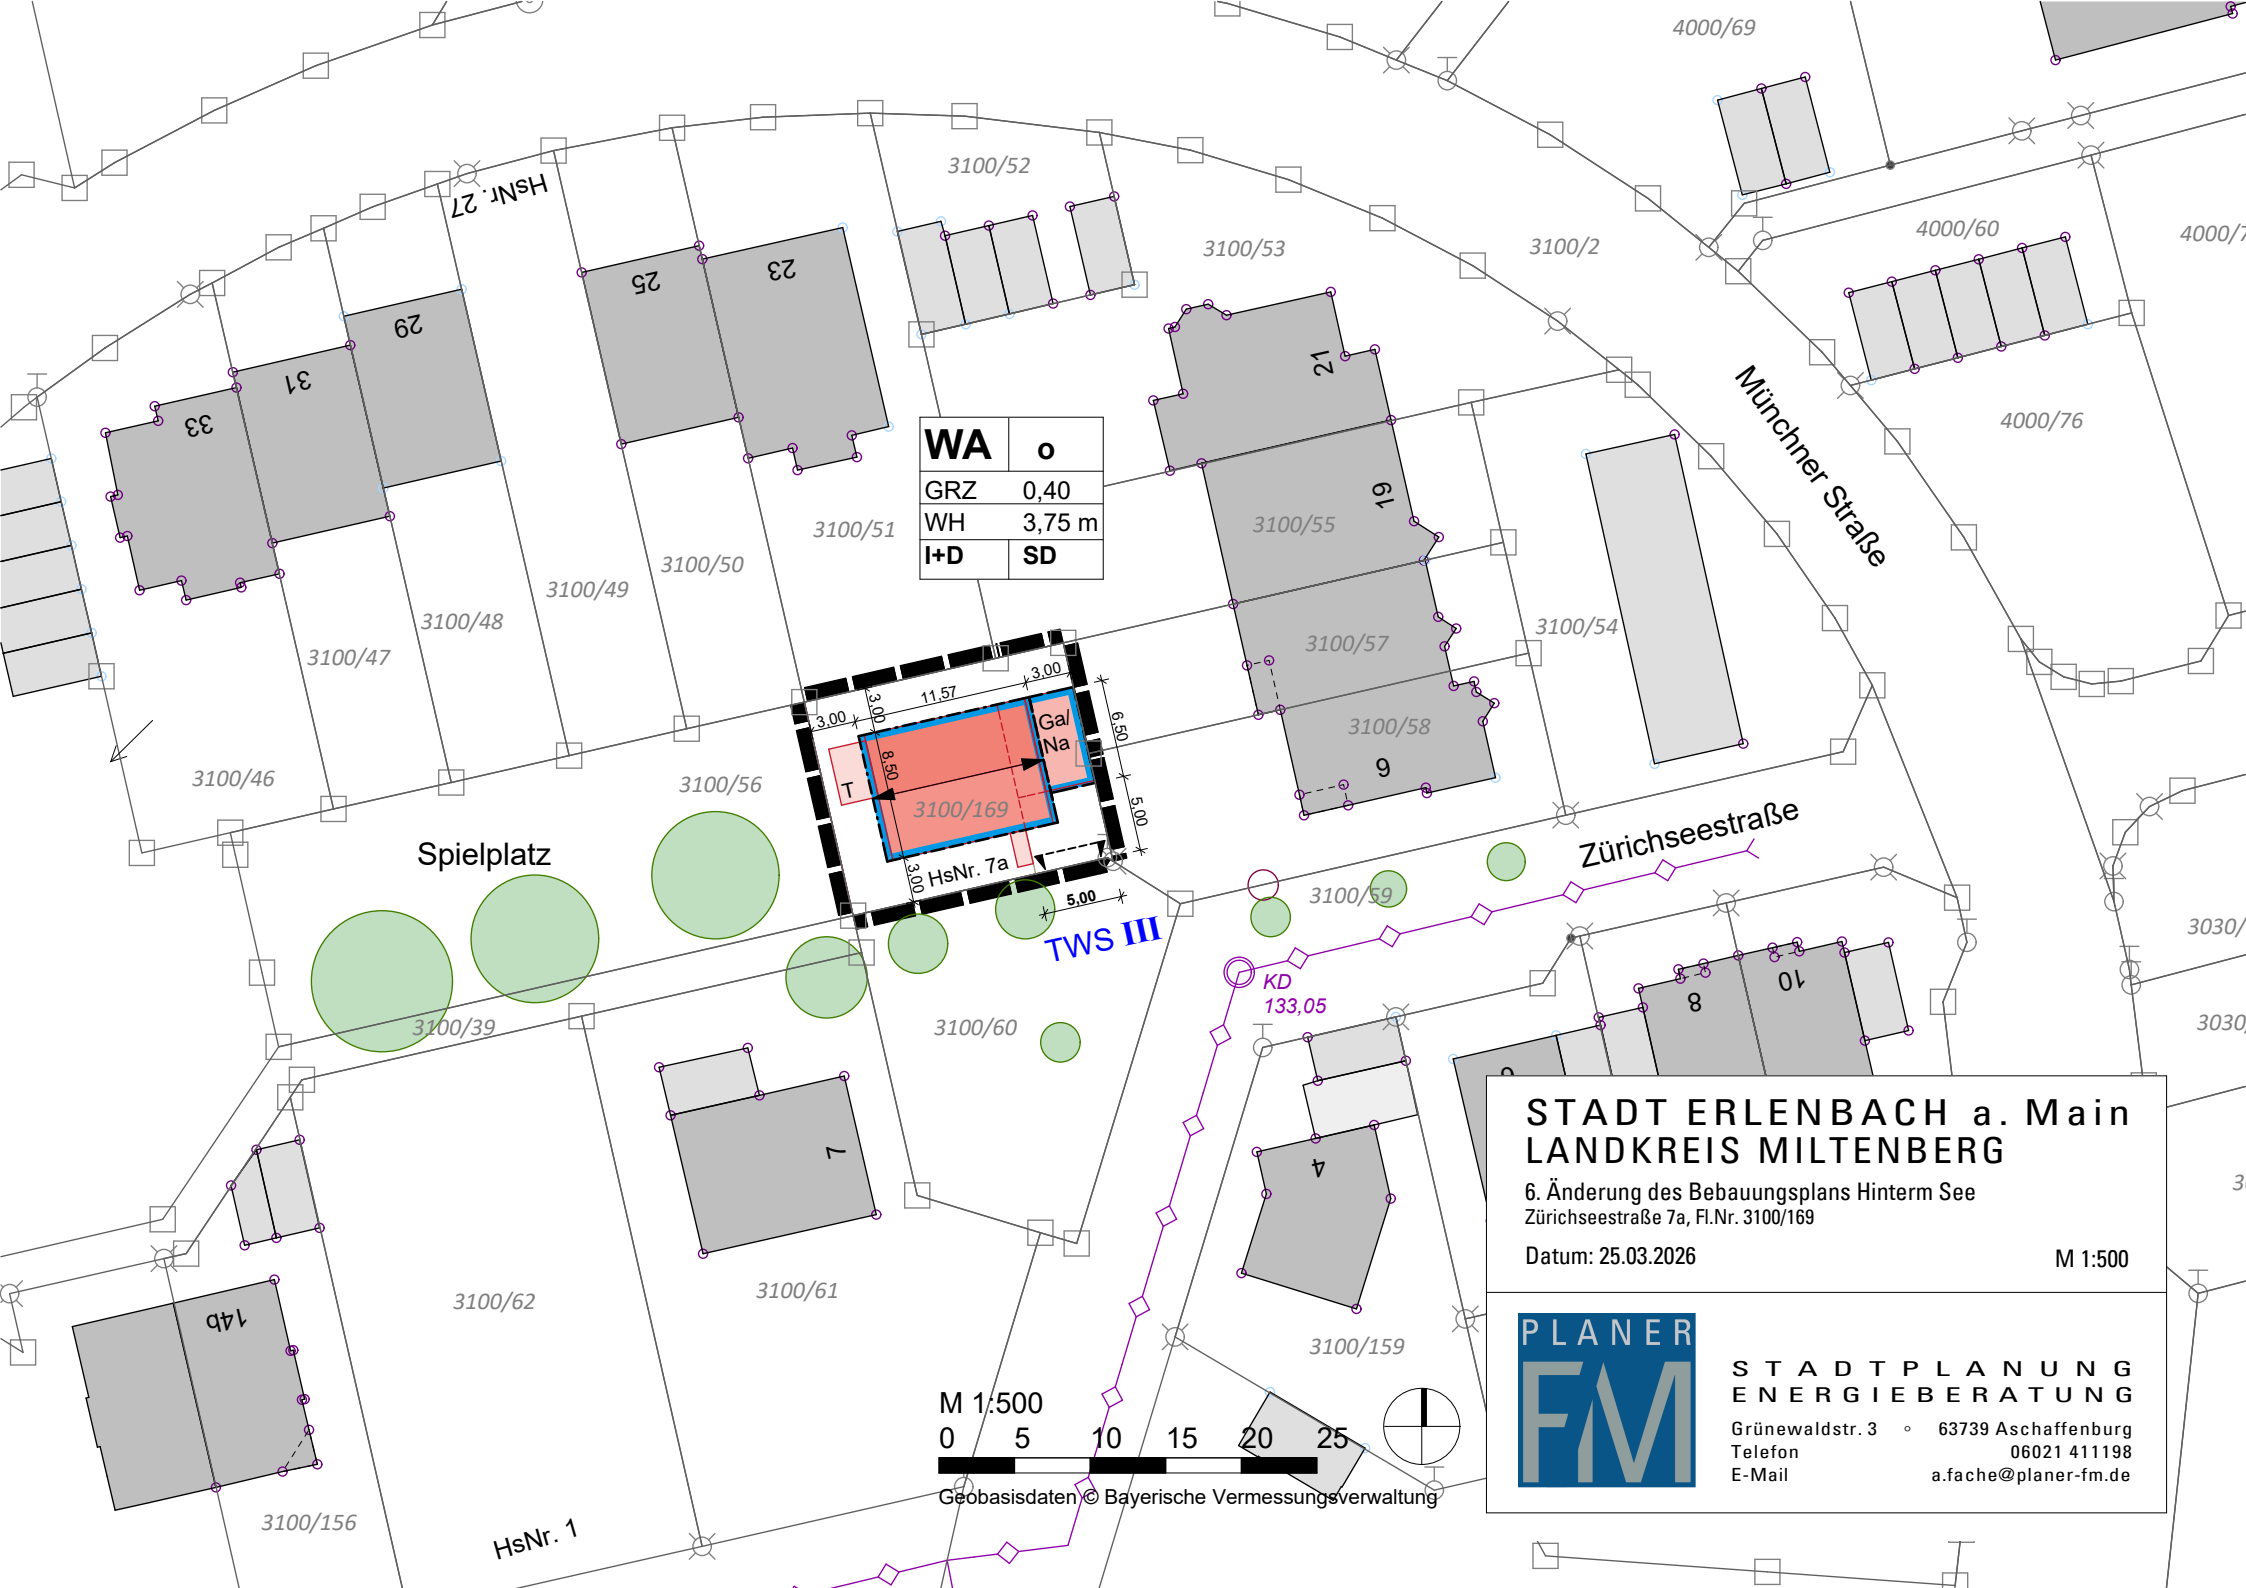 4000/69
3100/52
HsNr. 27
3100/53
3100/2
4000/60
4000/7
25
23
29
31
33
21
4000/76
Münchner Straße
WA o
GRZ 0,40
WH 3,75 m
I+D SD
19
3100/55
3100/51
3100/50
3100/49
3100/48
3100/47
3100/57
3100/54
3100/46
3100/56
3,00
11,57
3,00
3,00
8,50
Ga/
Na
6,50
T
3100/169
5,00
3100/58
9
Spielplatz
HsNr. 7a
3,00
5,00
TWS III
Zürichseestraße
3100/59
KD
133,05
3100/39
3100/60
8
10
3030/
3030/
7
4
3100/62
3100/61
3100/159
14b
3100/156
HsNr. 1
M 1:500
0 5 10 15 20 25
Geobasisdaten © Bayerische Vermessungsverwaltung
STADT ERLENBACH a. Main
LANDKREIS MILTENBERG
6. Änderung des Bebauungsplans Hinterm See
Zürichseestraße 7a, Fl.Nr. 3100/169
Datum: 25.03.2026 M 1:500
PLANER
FM
STADTPLANUNG
ENERGIEBERATUNG
Grünewaldstr. 3 ∘ 63739 Aschaffenburg
Telefon 06021 411198
E-Mail a.fache@planer-fm.de